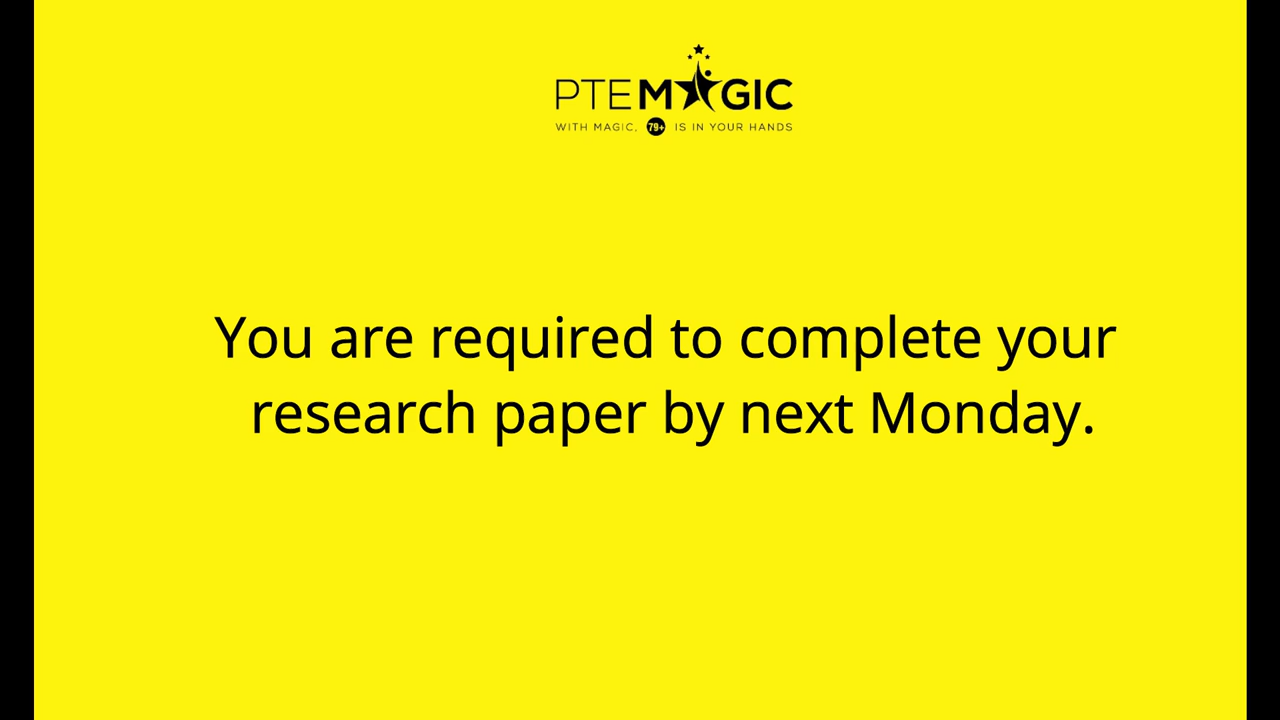 PTEMAGIC
WITH MAGIC, 79+ IS IN YOUR HANDS
You are required to complete your
research paper by next Monday.